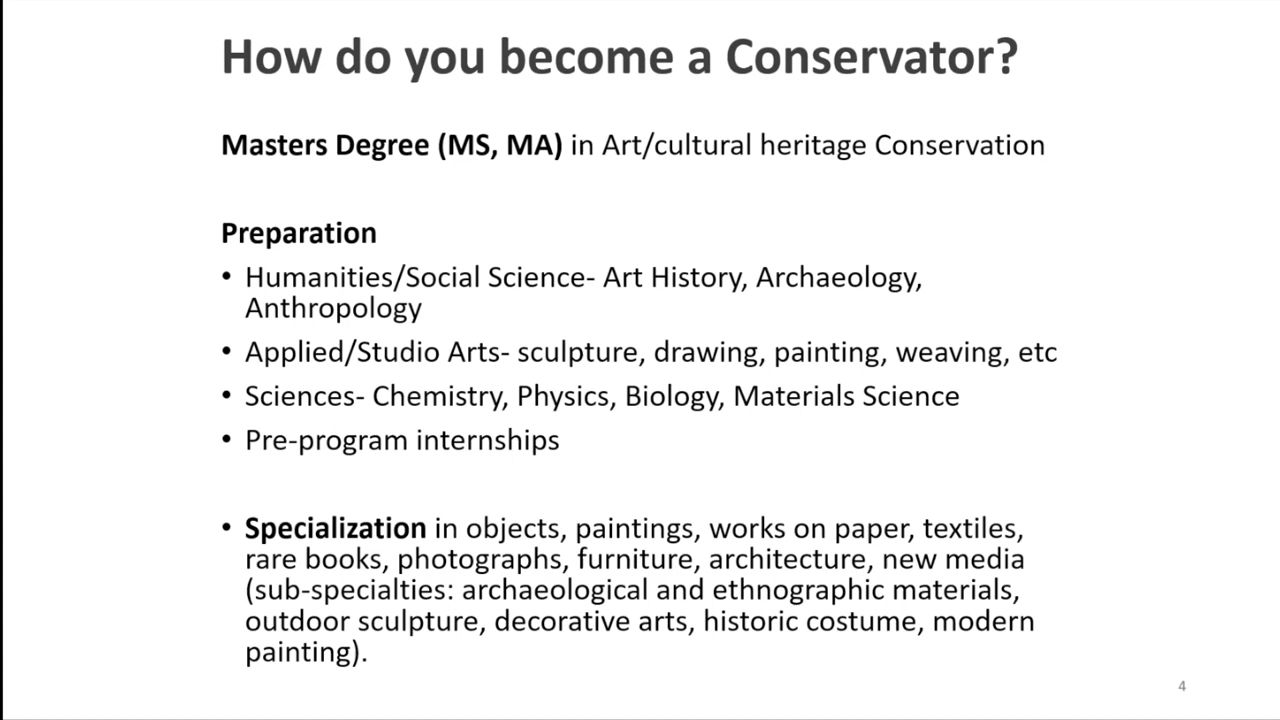 How do you become a Conservator?
Masters Degree (MS, MA) in Art/cultural heritage Conservation
Preparation
• Humanities/Social Science- Art History, Archaeology,
Anthropology
• Applied/Studio Arts- sculpture, drawing, painting, weaving, etc
• Sciences- Chemistry, Physics, Biology, Materials Science
• Pre-program internships
• Specialization in objects, paintings, works on paper, textiles,
rare books, photographs, furniture, architecture, new media
(sub-specialties: archaeological and ethnographic materials,
outdoor sculpture, decorative arts, historic costume, modern
painting).
4